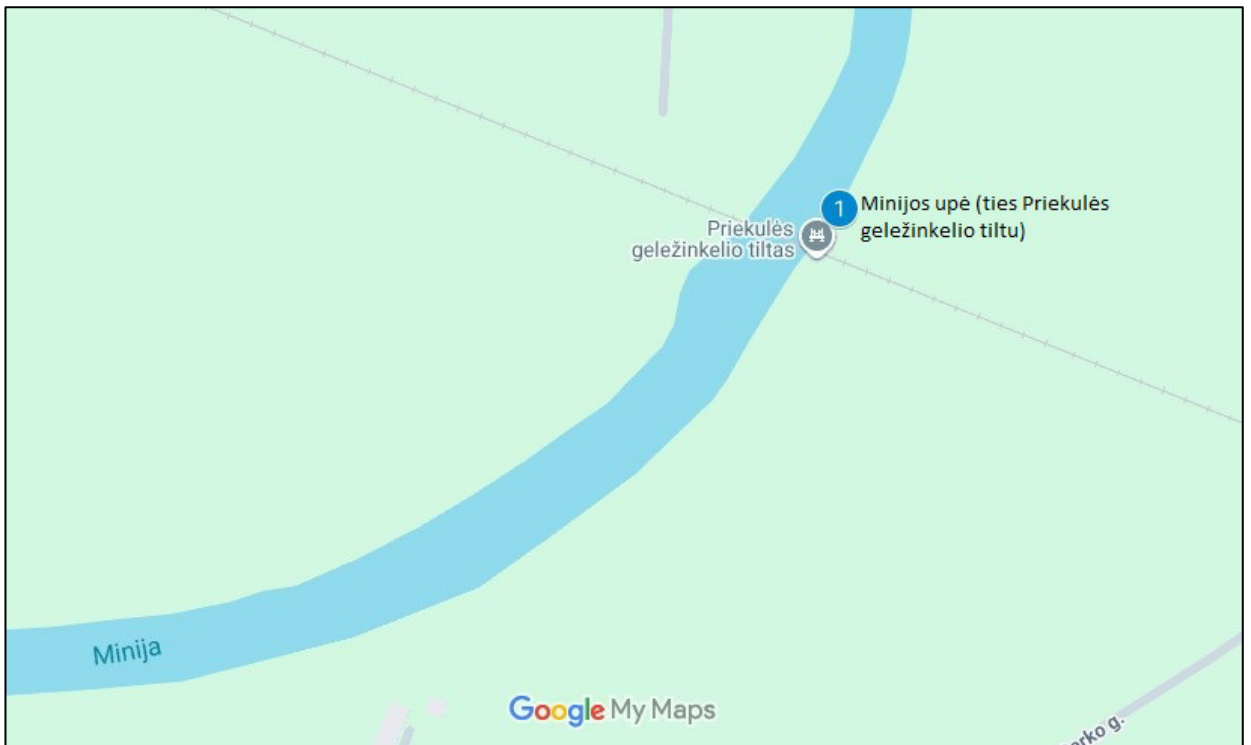 1
Minijos upė (ties Priekulės
geležinkelio tiltu)
Priekulės
geležinkelio tiltas
Minija
Google My Maps